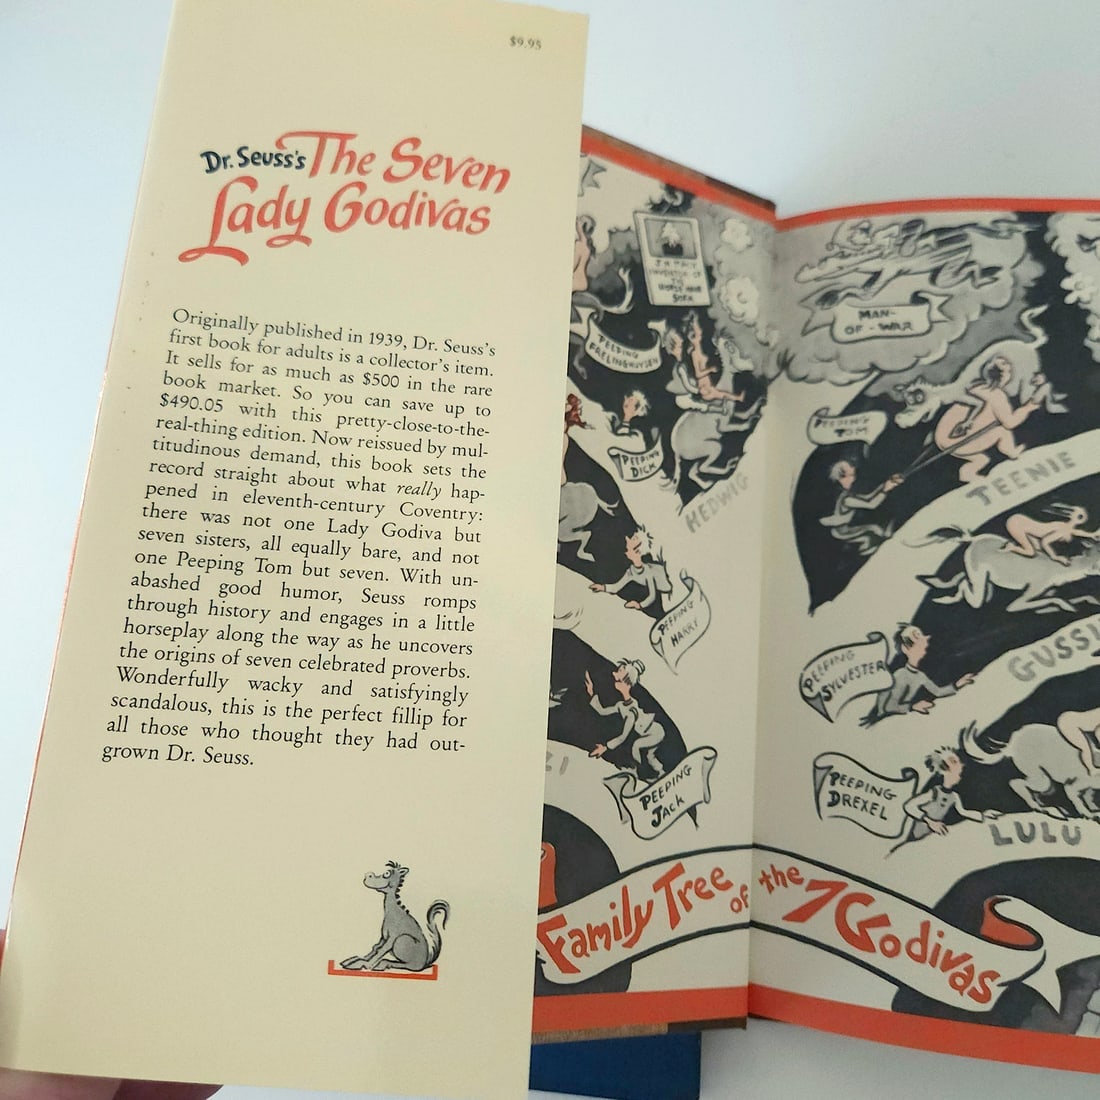 $9.95
Dr. Seuss's The Seven
Lady Godivas
Originally published in 1939, Dr. Seuss's
first book for adults is a collector's item.
It sells for as much as $500 in the rare
book market. So you can save up to
$490.05 with this pretty-close-to-the-
real-thing edition. Now reissued by mul-
titudinous demand, this book sets the
record straight about what really hap-
pened in eleventh-century Coventry:
there was not one Lady Godiva but
seven sisters, all equally bare, and not
one Peeping Tom but seven. With un-
abashed good humor, Seuss romps
through history and engages in a little
horseplay along the way as he uncovers
the origins of seven celebrated proverbs.
Wonderfully wacky and satisfyingly
scandalous, this is the perfect fillip for
all those who thought they had out-
grown Dr. Seuss.
INVENTOR OF
THE
HORSE HAIR
SOFA
PEEPING
FRELINGHUYSEN
PEEPING
DICK
HEDWIG
PEEPING
HARRY
ZI
PEEPING
JACK
MAN-
OF-WAR
PEEPING
TOM
TEENIE
PEEPING
SYLVESTER
GUSSI
PEEPING
DREXEL
LULU
Family Tree OF the 7 Godivas